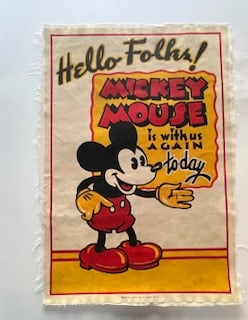 Hello Folks!
MICKEY
MOUSE
is with us
AGAIN
today